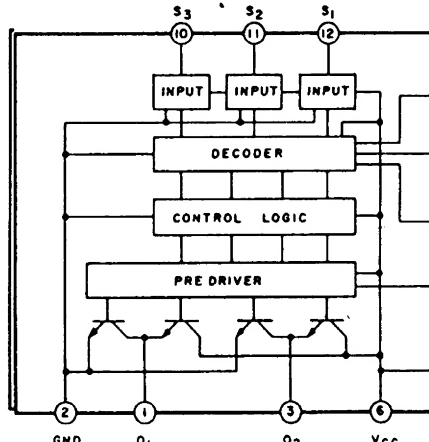 S3 S2 S1
10 11 12
INPUT INPUT INPUT
DECODER
CONTROL LOGIC
PRE DRIVER
2 1 3 6
GND O1 O2 VCC